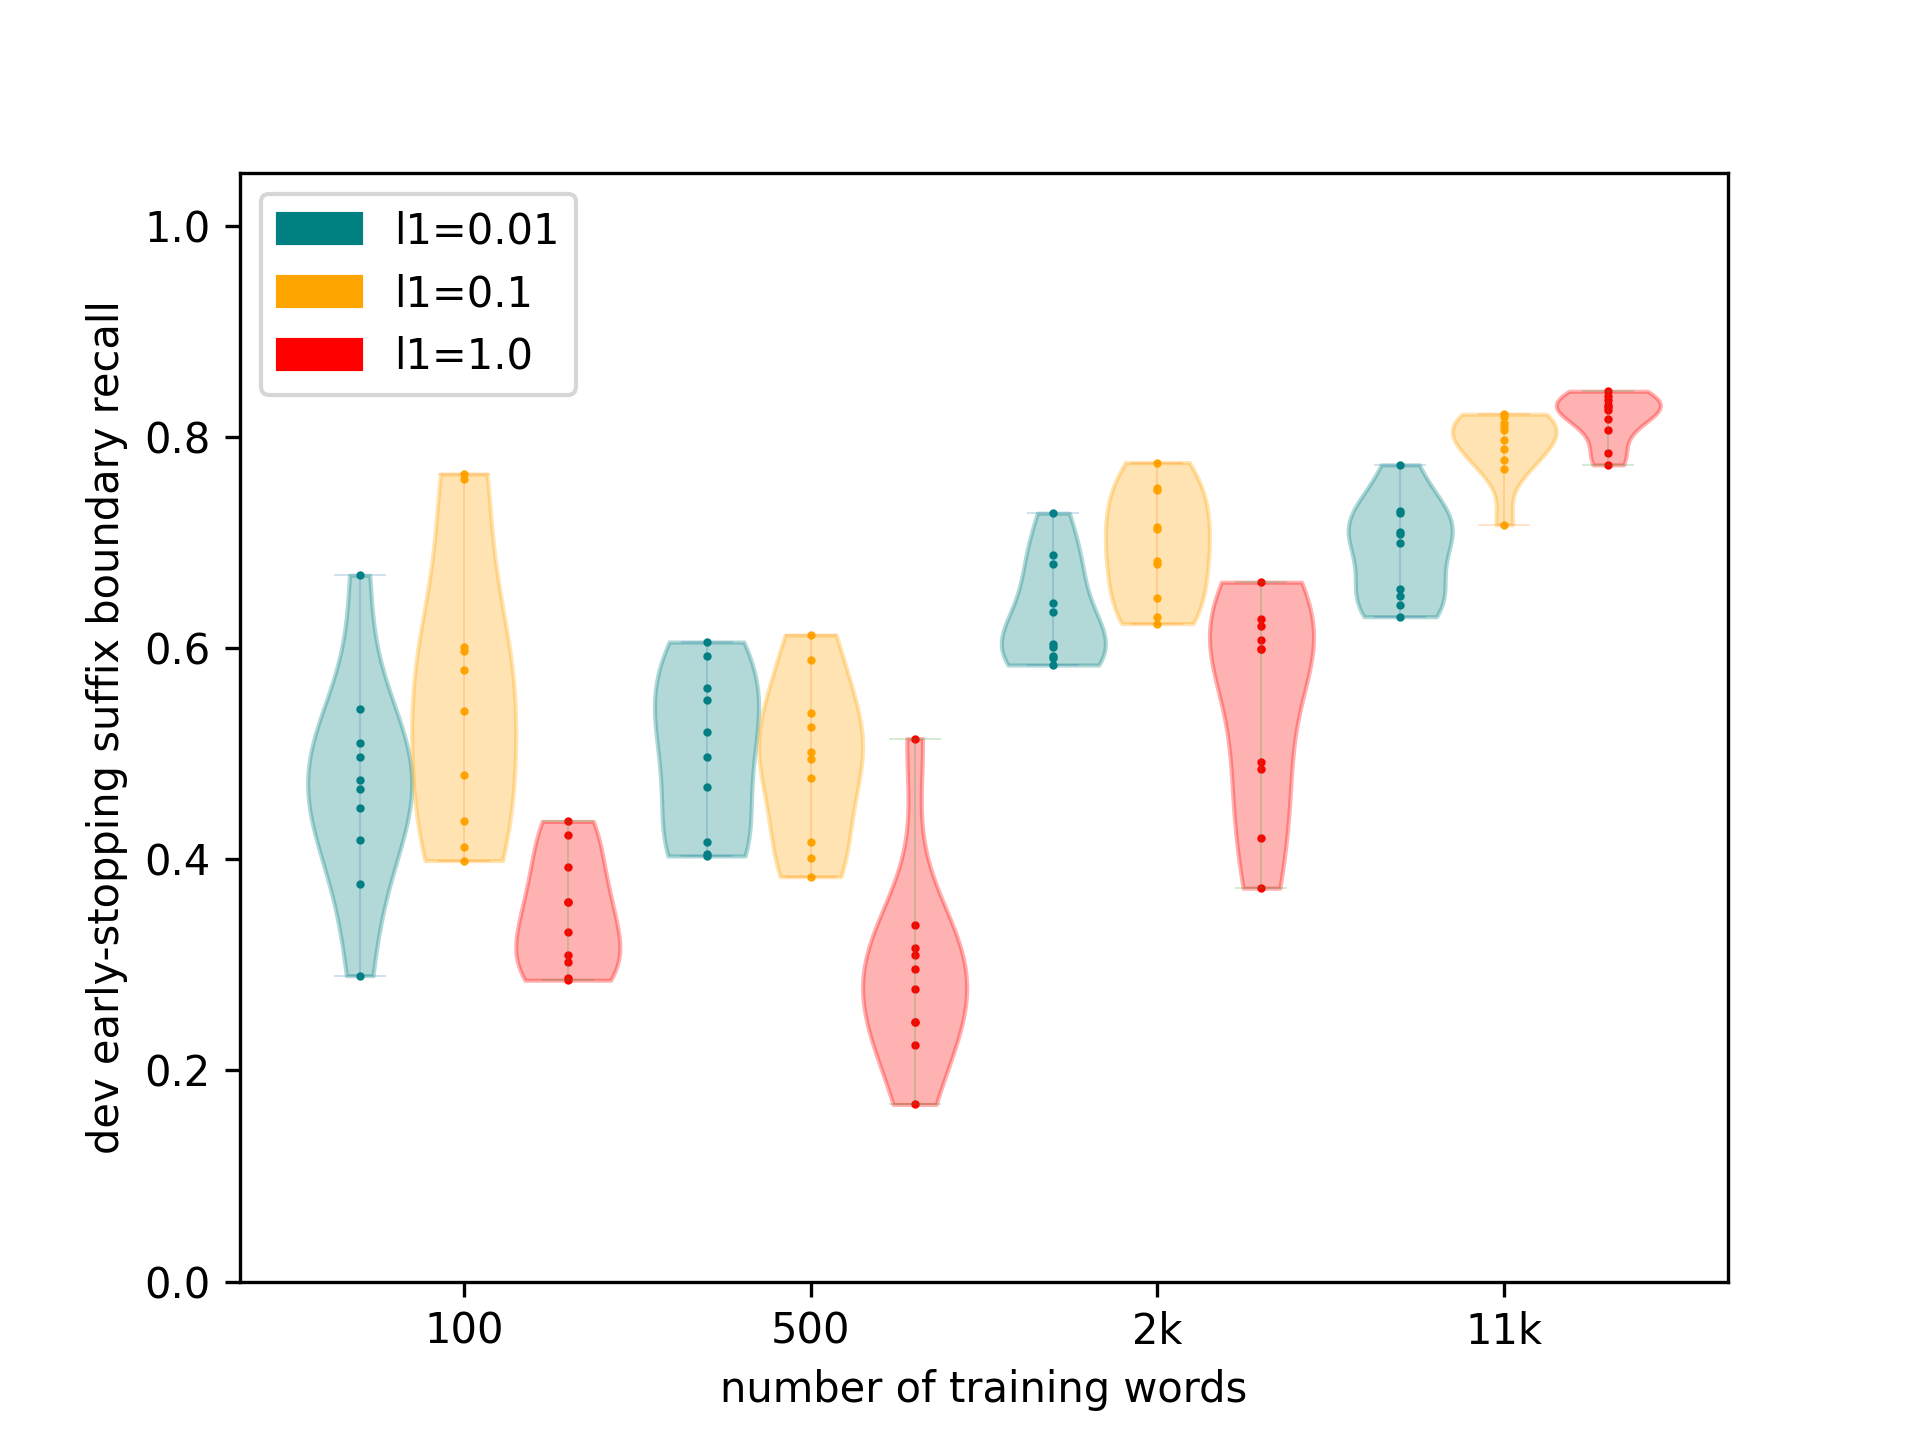 l1=0.01
l1=0.1
l1=1.0
dev early-stopping suffix boundary recall
1.0
0.8
0.6
0.4
0.2
0.0
100 500 2k 11k
number of training words